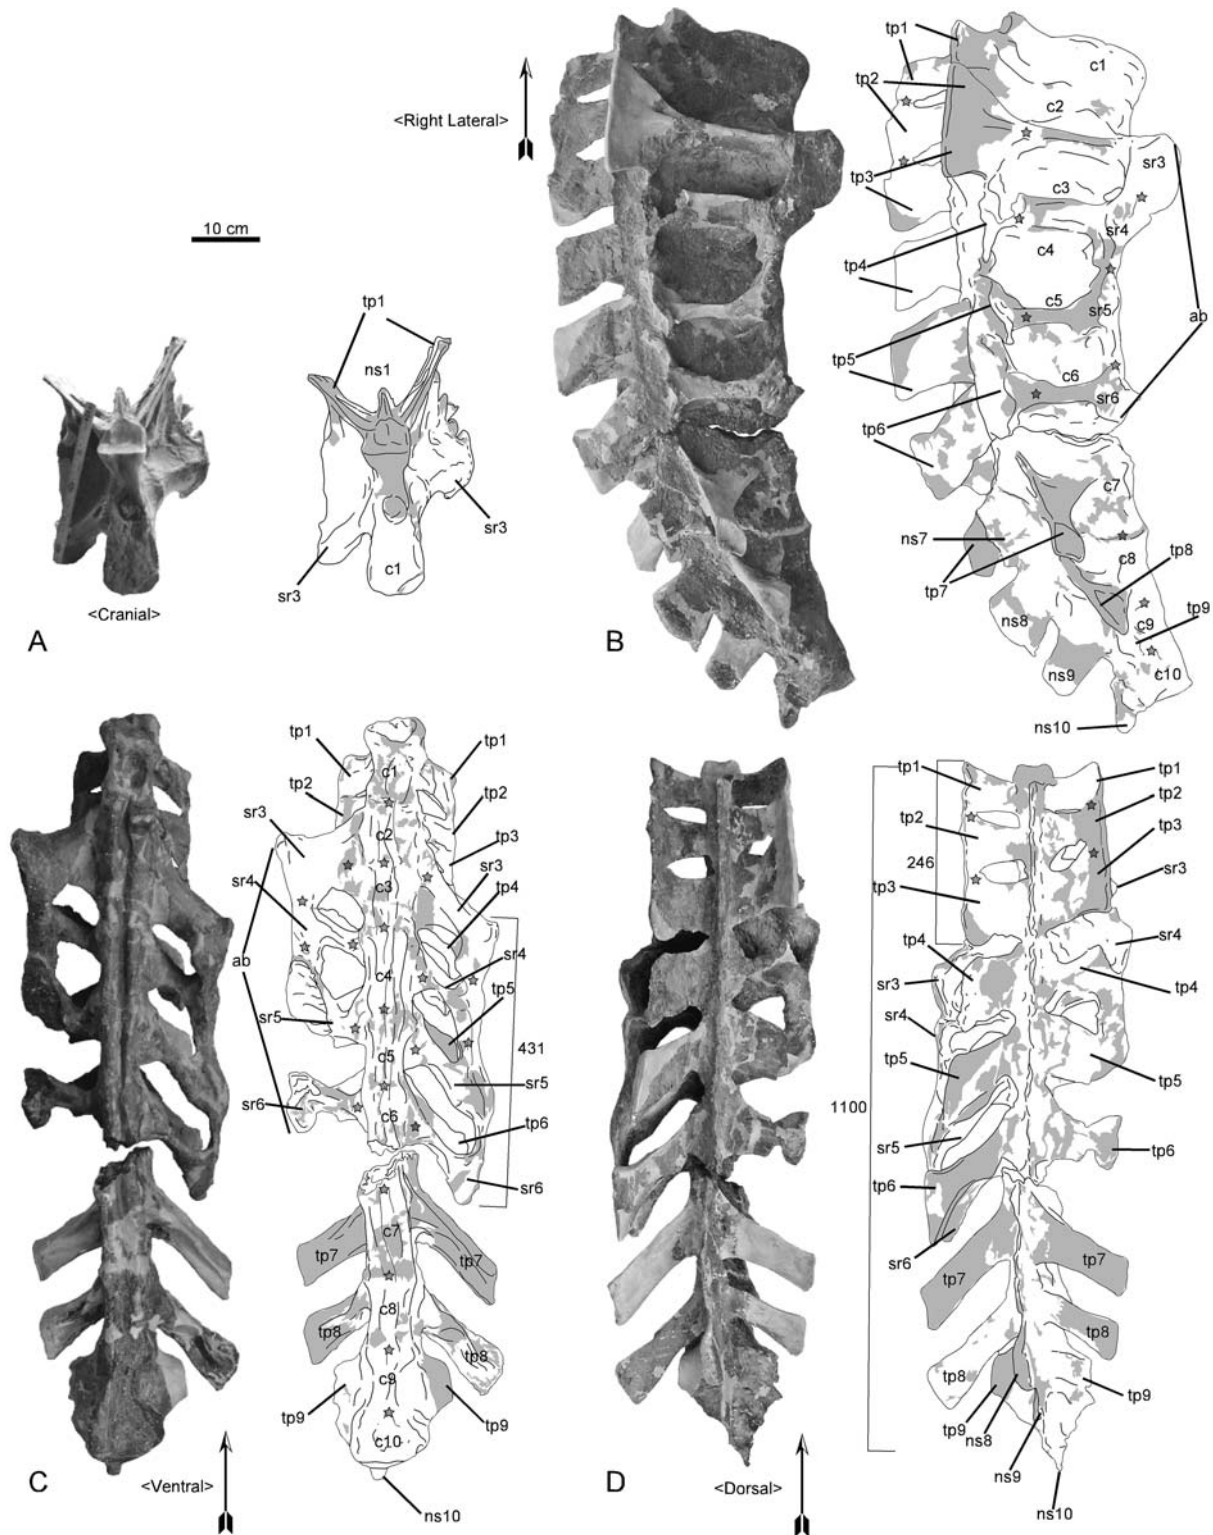 tp1
tp2
c1
<Right Lateral>
c2
sr3
tp3
c3
10 cm
sr4
tp4
c4
c5
sr5
ab
tp1
ns1
tp5
c6
sr6
tp6
c7
sr3
ns7
c8
tp8
c1
tp7
sr3
c9
tp9
<Cranial>
ns8
A
B
ns9
c10
ns10
tp1
tp1
c1
tp2
tp2
sr3
c2
tp3
c3
sr3
tp4
sr4
ab
c4
sr4
tp5
sr5
c5
431
sr5
sr6
c6
tp6
sr6
c7
tp7
tp7
c8
tp8
tp8
c9
tp9
tp9
c10
C
<Ventral>
ns10
tp1
tp1
tp2
tp2
tp3
246
tp3
sr3
tp4
sr4
sr3
tp4
sr4
tp5
tp5
1100
sr5
tp6
tp6
sr6
tp7
tp7
tp8
tp8
tp9
tp9
ns8
D
<Dorsal>
ns9
ns10